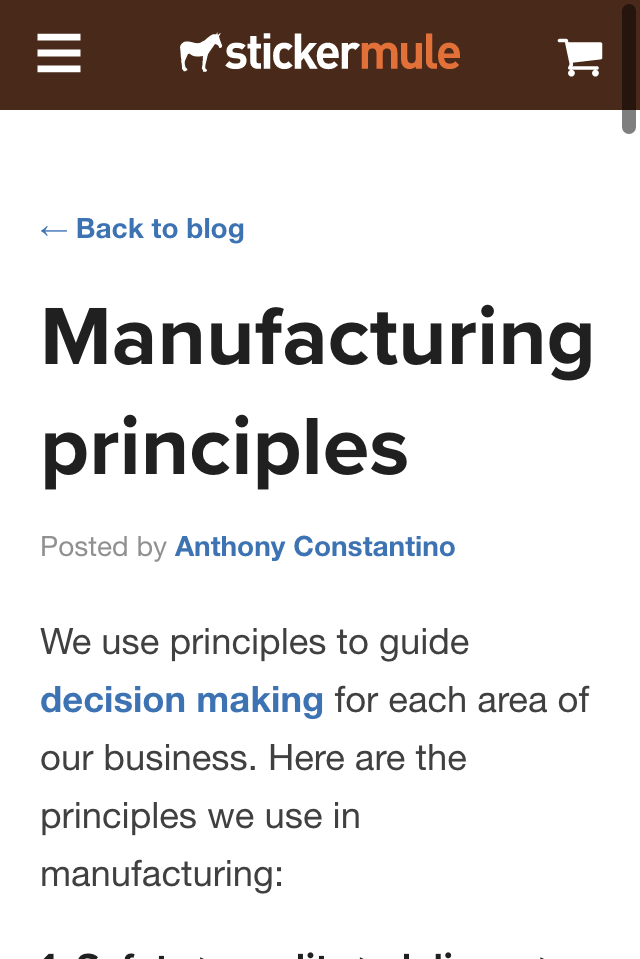 stickermule
← Back to blog
Manufacturing
principles
Posted by Anthony Constantino
We use principles to guide
decision making for each area of
our business. Here are the
principles we use in
manufacturing: